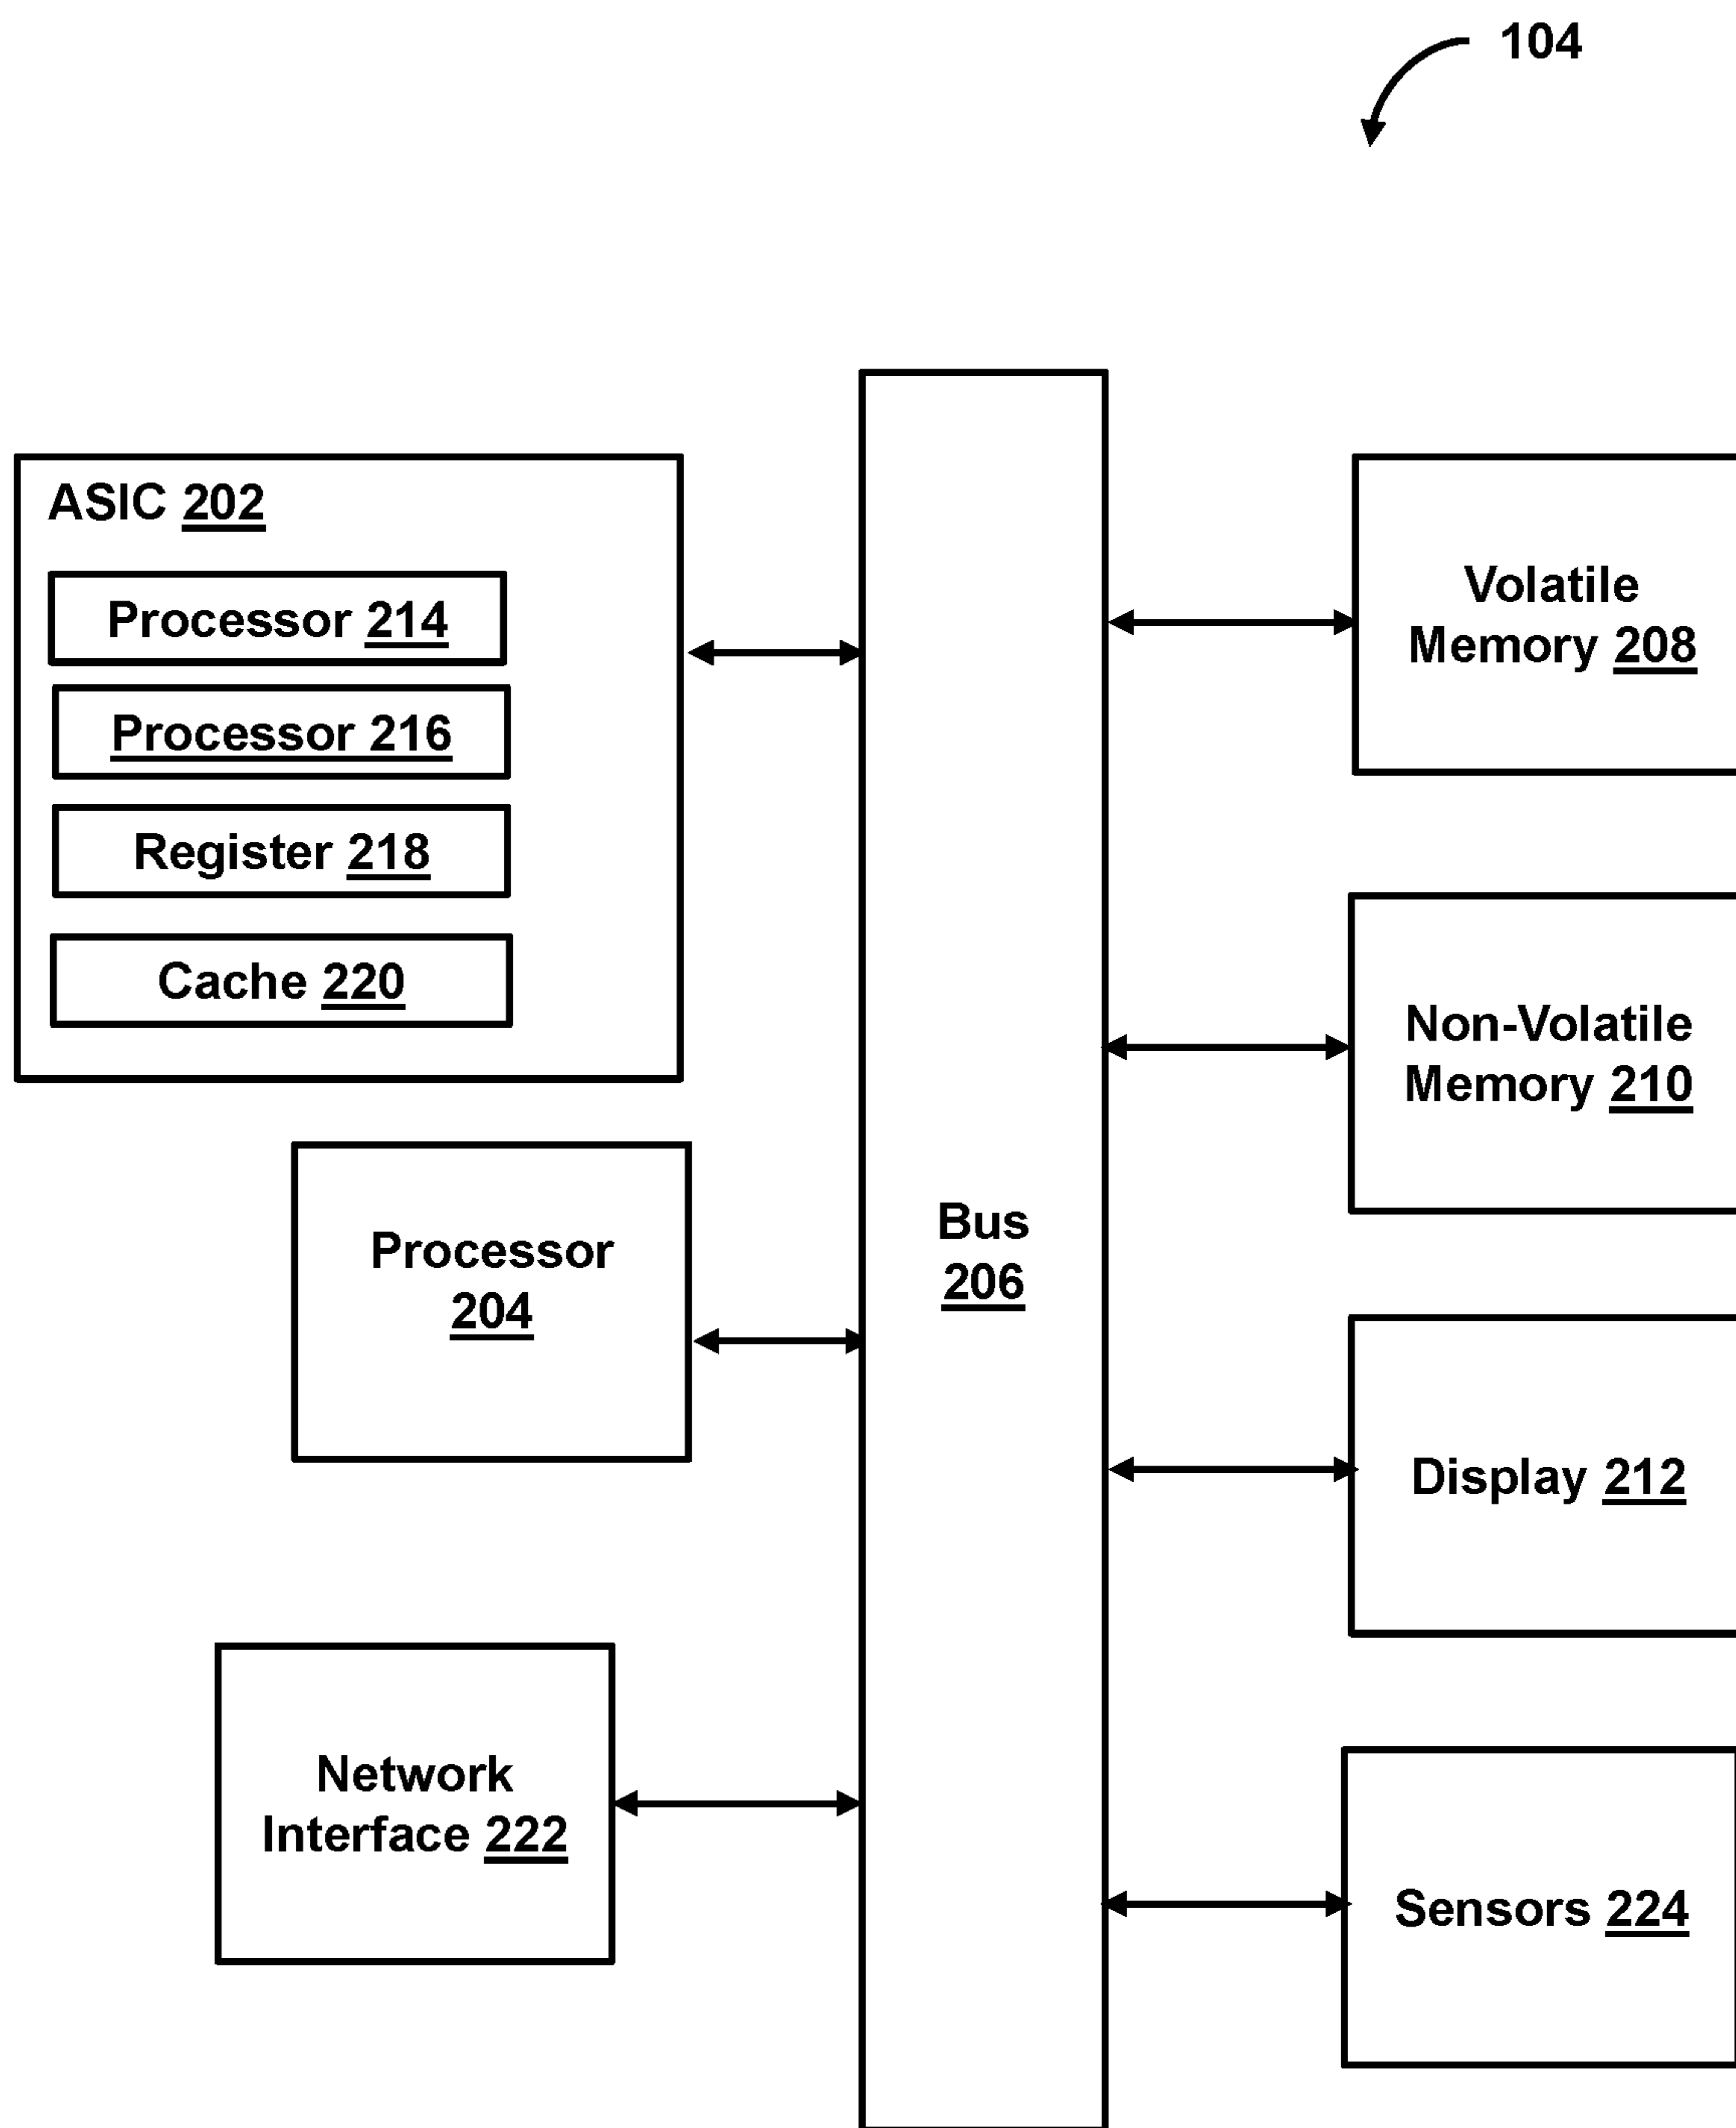 104
ASIC 202
Processor 214
Processor 216
Register 218
Cache 220
Processor
204
Network
Interface 222
Bus
206
Volatile
Memory 208
Non-Volatile
Memory 210
Display 212
Sensors 224